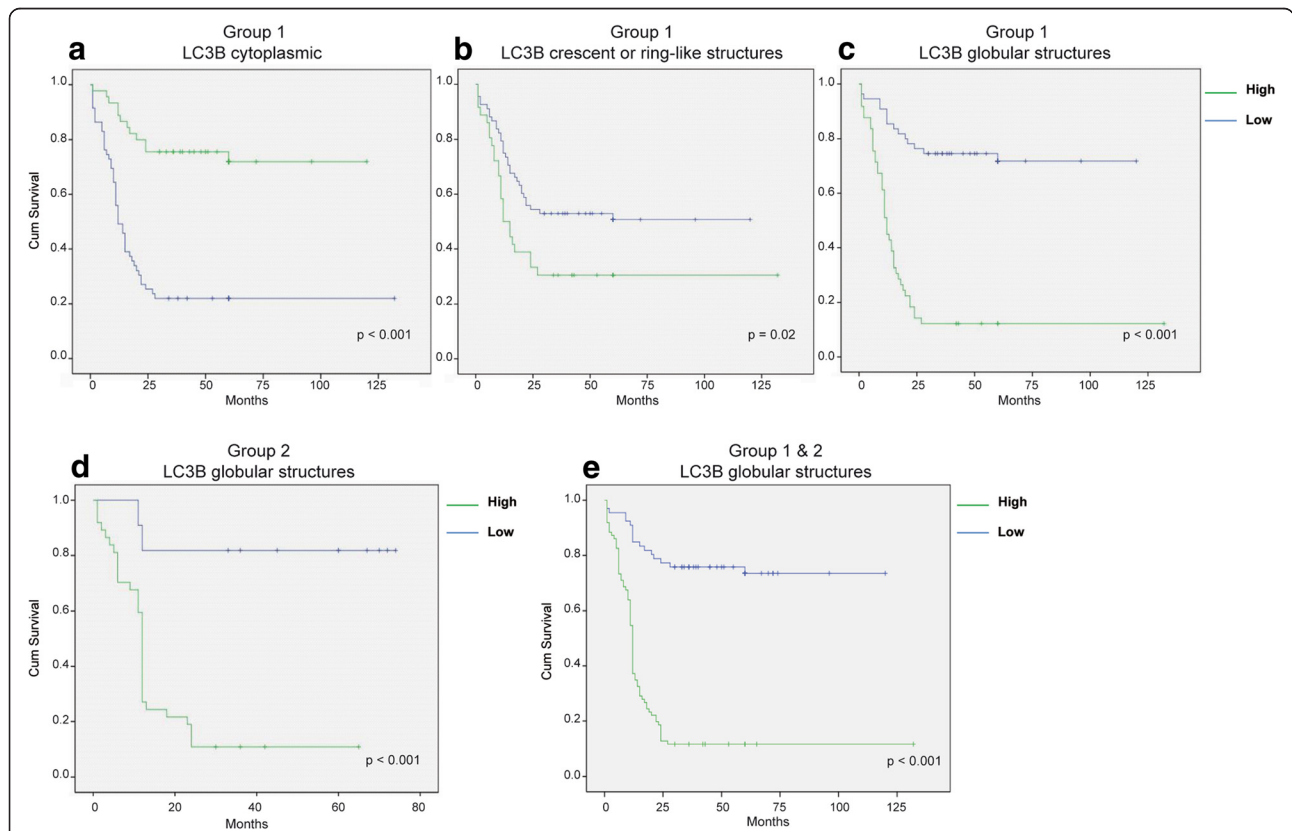 a
Group 1
LC3B cytoplasmic
Cum Survival
1.0
0.8
0.6
0.4
0.2
0.0
p < 0.001
0 25 50 75 100 125
Months
b
Group 1
LC3B crescent or ring-like structures
1.0
0.8
0.6
0.4
0.2
0.0
p = 0.02
0 25 50 75 100 125
Months
c
Group 1
LC3B globular structures
1.0
0.8
0.6
0.4
0.2
0.0
p < 0.001
0 25 50 75 100 125
Months
High
Low
d
Group 2
LC3B globular structures
Cum Survival
1.0
0.8
0.6
0.4
0.2
0.0
p < 0.001
0 20 40 60 80
Months
High
Low
e
Group 1 & 2
LC3B globular structures
Cum Survival
1.0
0.8
0.6
0.4
0.2
0.0
p < 0.001
0 25 50 75 100 125
Months
High
Low